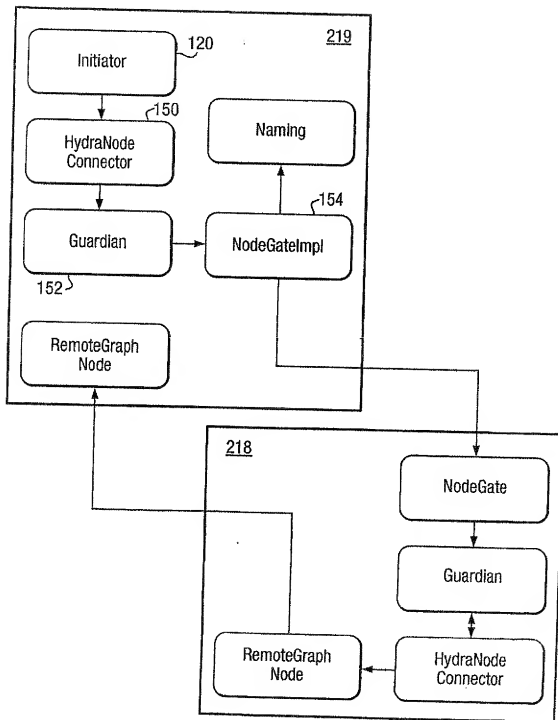 219
Initiator
120
150
HydraNode
Connector
Naming
154
Guardian
NodeGateImpl
152
RemoteGraph
Node
218
NodeGate
Guardian
RemoteGraph
Node
HydraNode
Connector